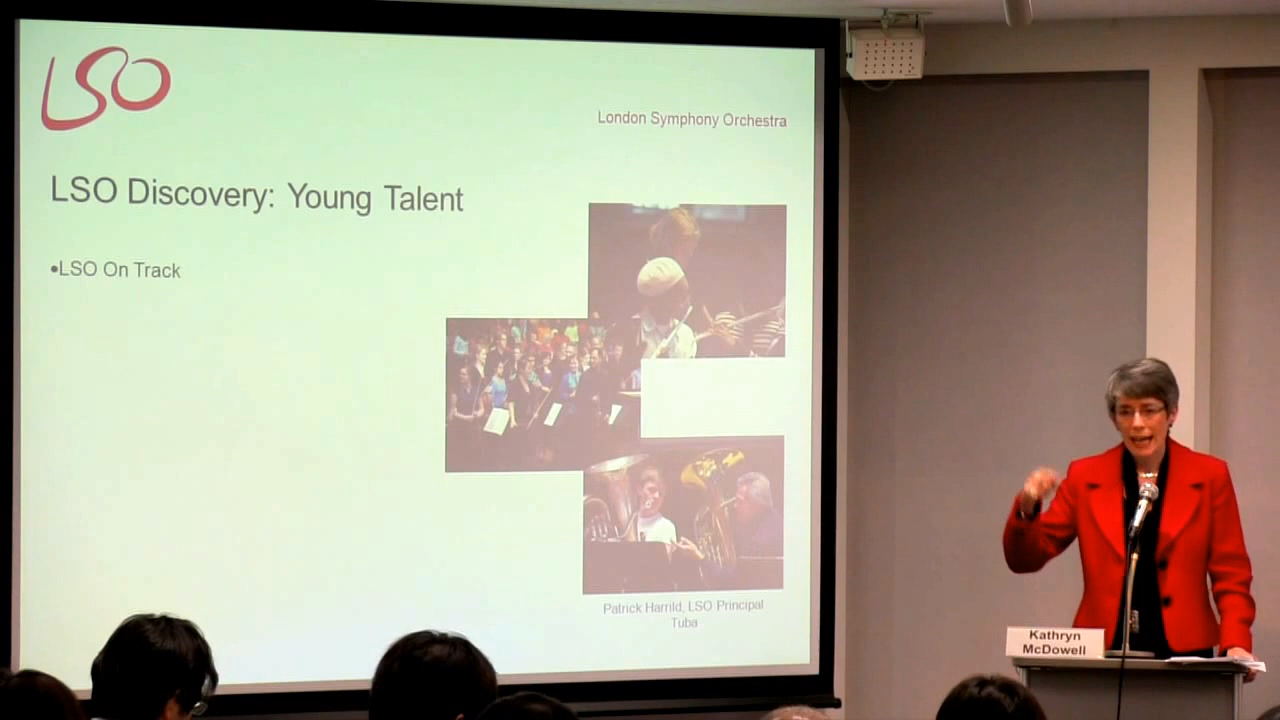 LSO
London Symphony Orchestra
LSO Discovery: Young Talent
•LSO On Track
Patrick Harrild, LSO Principal
Tuba
Kathryn
McDowell